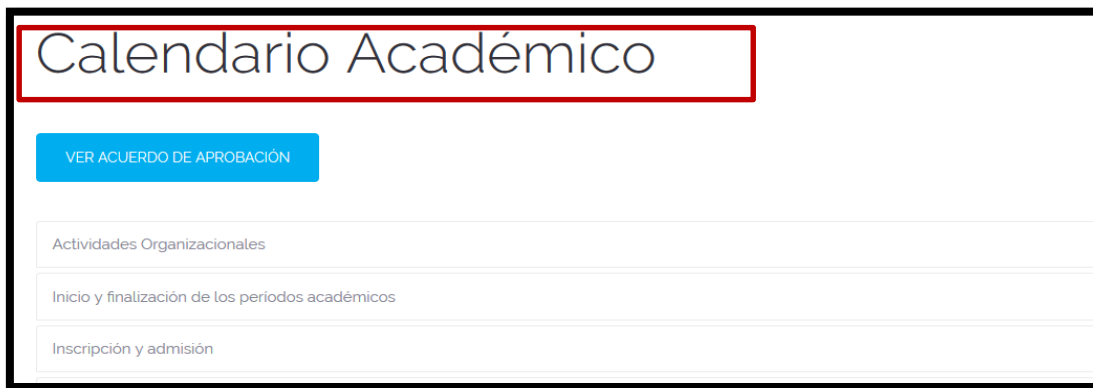 Calendario Académico
VER ACUERDO DE APROBACIÓN
Actividades Organizacionales
Inicio y finalización de los períodos académicos
Inscripción y admisión